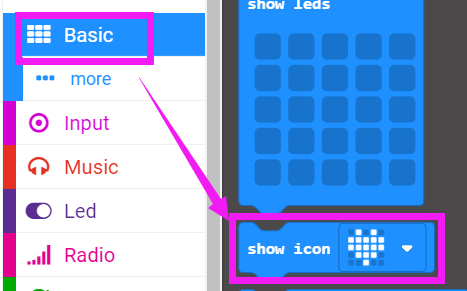 Basic
more
Input
Music
Led
Radio
show leds
show icon